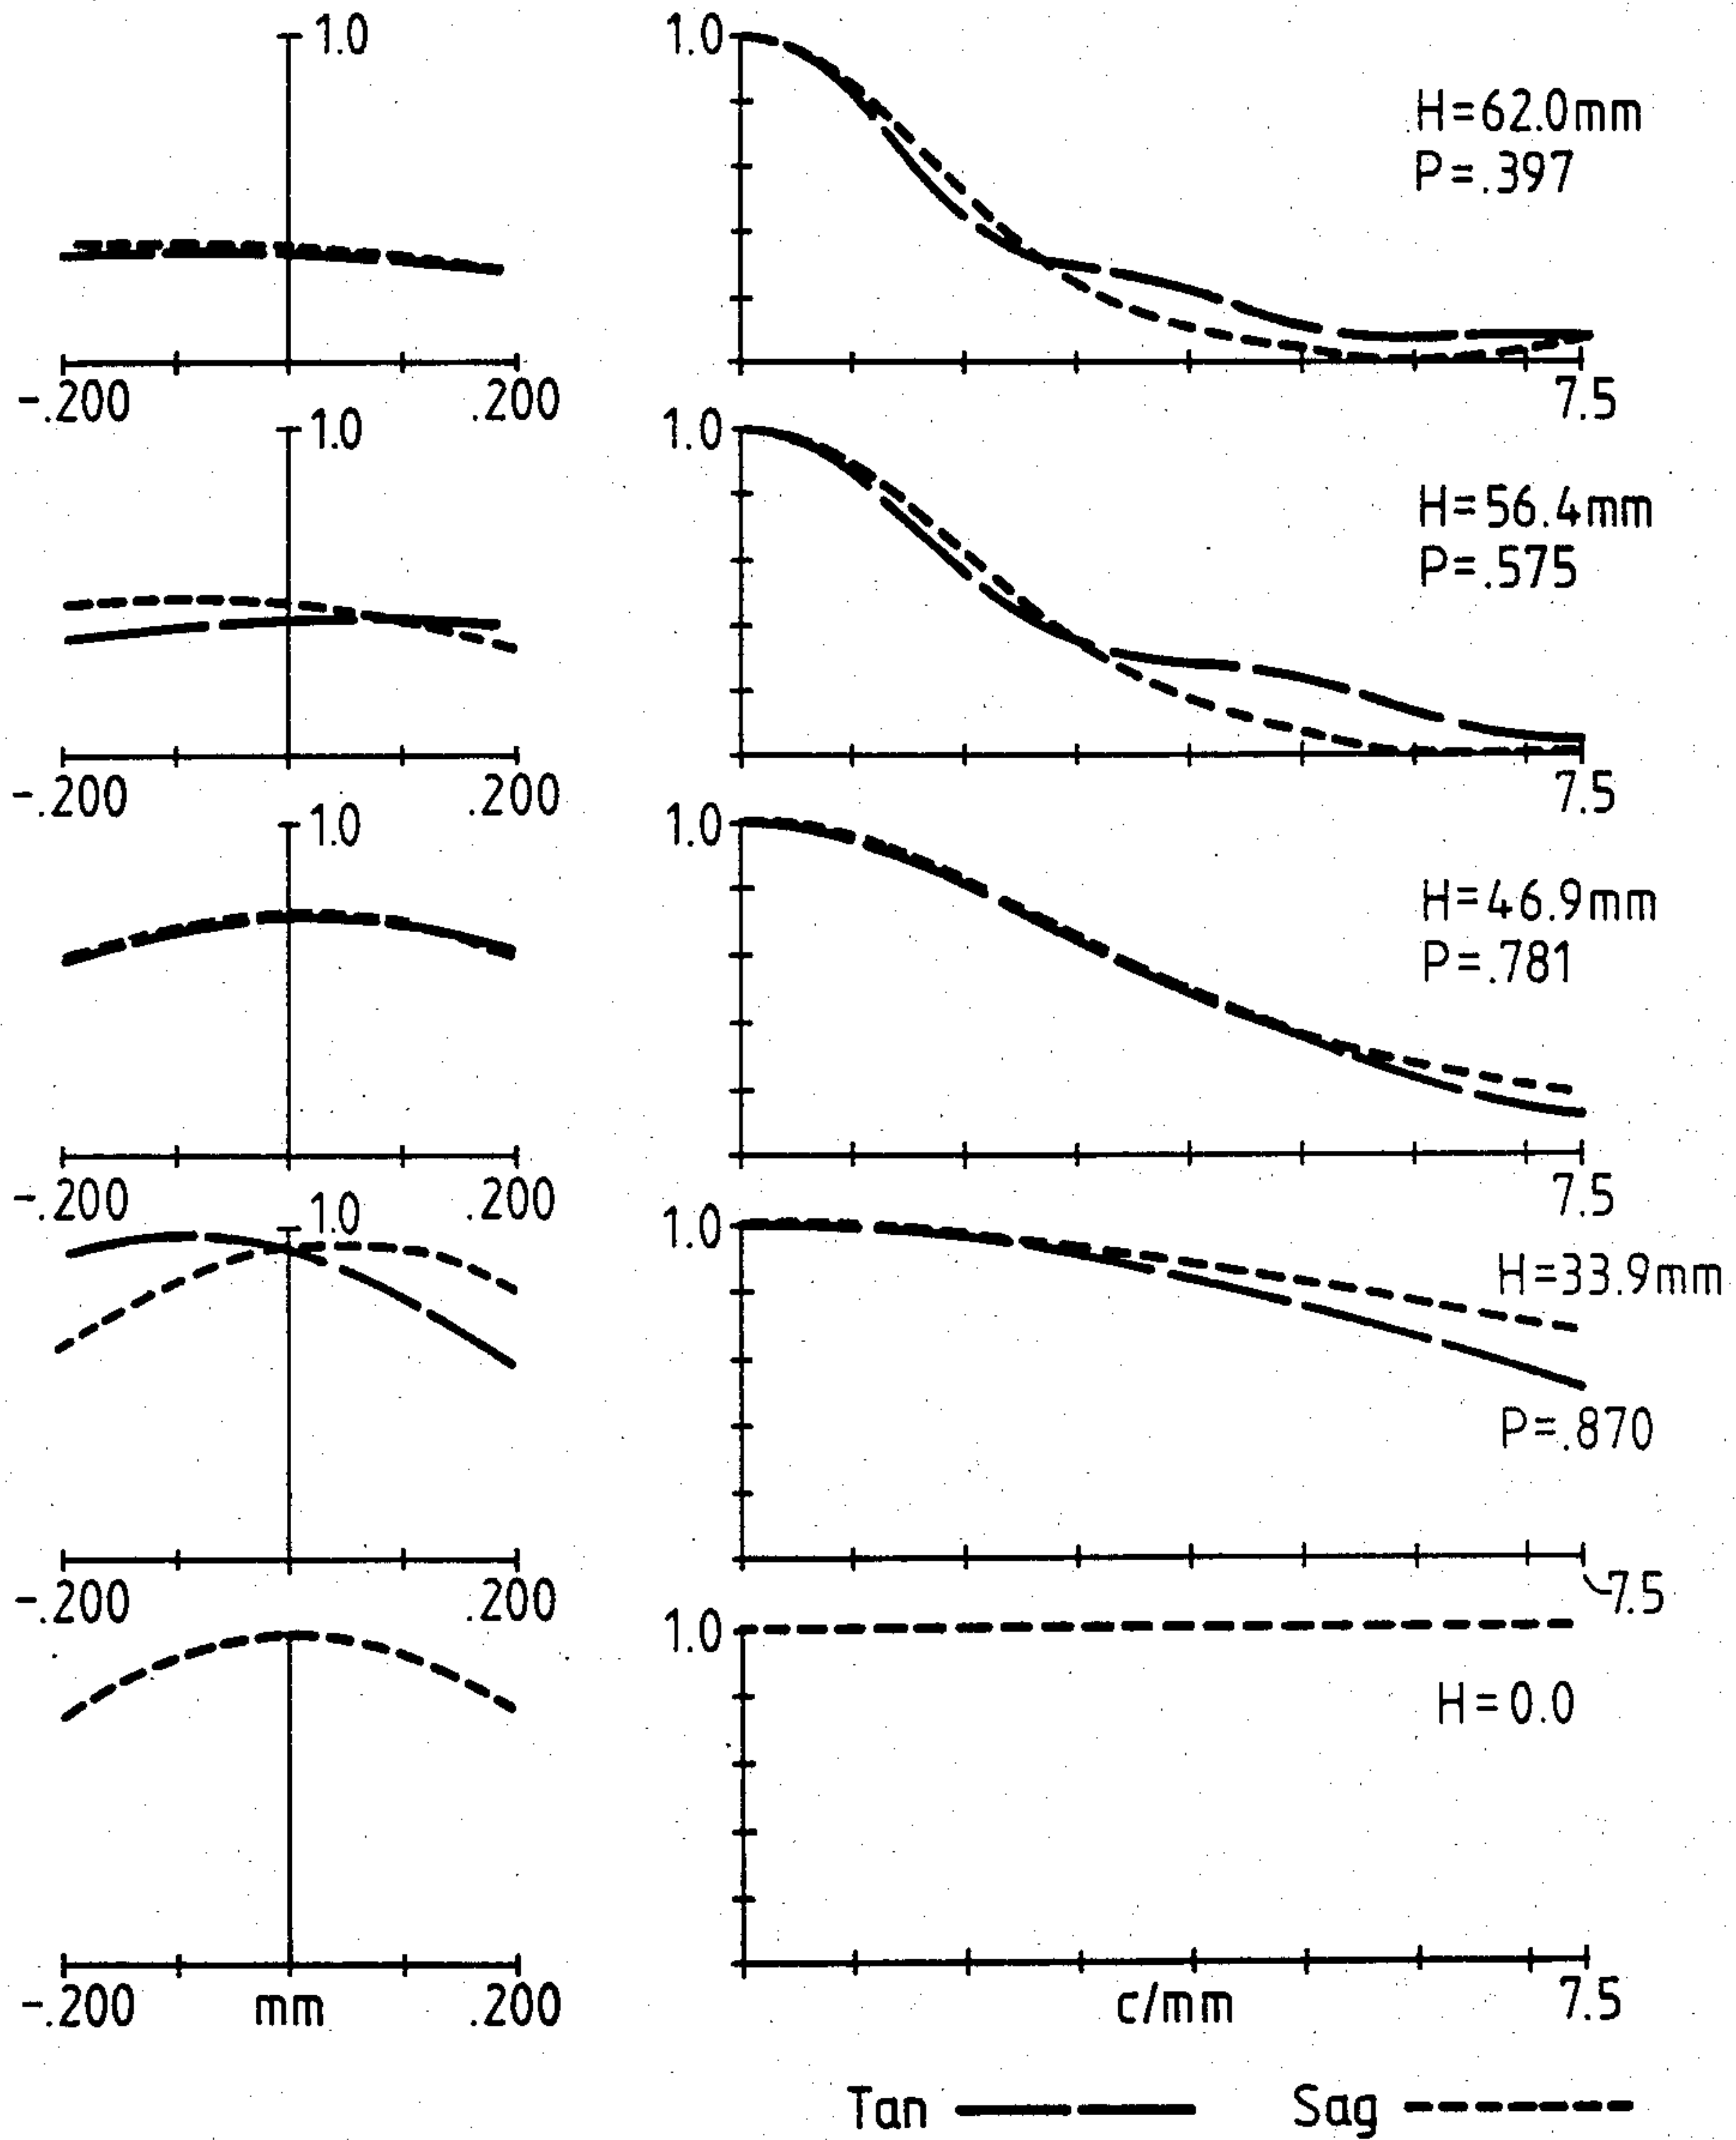 1.0 1.0
H=62.0mm
P=.397
-.200 .200 7.5
1.0 1.0
H=56.4mm
P=.575
-.200 .200 7.5
1.0 1.0
H=46.9mm
P=.781
-.200 .200 7.5
1.0 1.0
H=33.9mm
P=.870
-.200 .200 7.5
1.0
H=0.0
-.200 mm .200 c/mm 7.5
Tan Sag